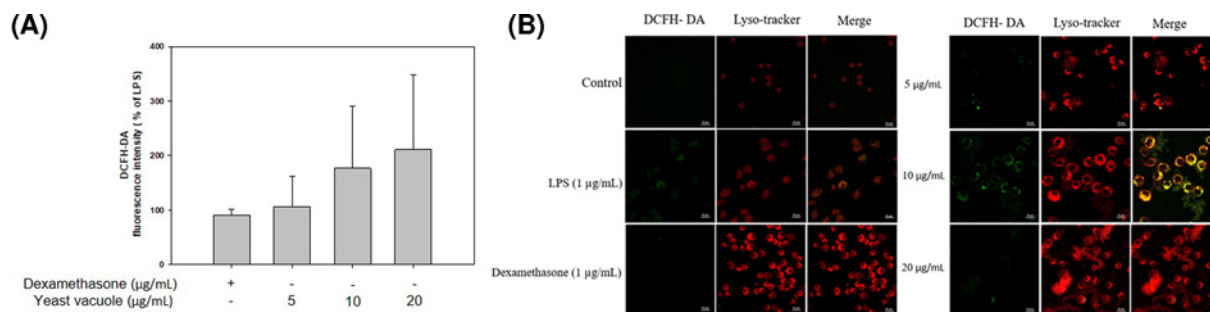 (A)
400
300
200
100
0
DCFH-DA
fluorescence intensity ( % of LPS)
Dexamethasone (μg/mL) + - - -
Yeast vacuole (μg/mL) - 5 10 20
(B)
DCFH- DA Lyso-tracker Merge
Control
LPS (1 μg/mL)
Dexamethasone (1 μg/mL)
DCFH- DA Lyso-tracker Merge
5 μg/mL
10 μg/mL
20 μg/mL